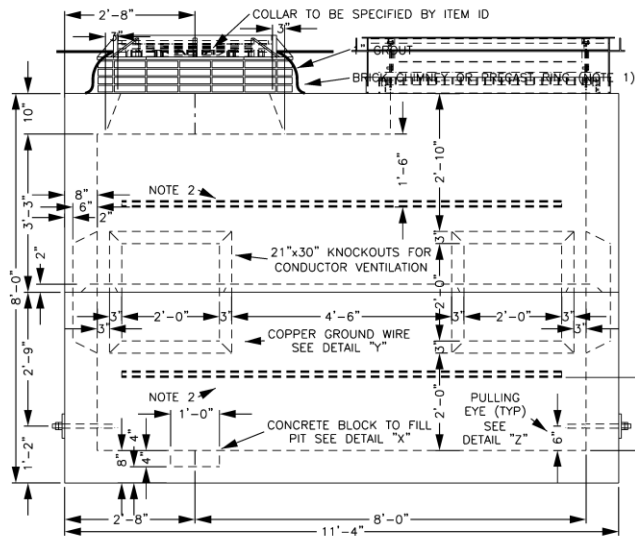 2'-8"
COLLAR TO BE SPECIFIED BY ITEM ID
3"
3"
1" GROUT
BRICK CHIMNEY OR PRECAST RING (NOTE 1)
10"
1'-6"
2'-10"
8"
6"
2"
NOTE 2
3'-3"
21"x30" KNOCKOUTS FOR
CONDUCTOR VENTILATION
3"
2"
8'-0"
3"
3"
2'-0"
3"
4'-6"
2'-0"
3"
2'-0"
3"
COPPER GROUND WIRE
SEE DETAIL "Y"
3"
2'-9"
NOTE 2
1'-0"
2'-0"
PULLING
EYE (TYP)
SEE
DETAIL "Z"
CONCRETE BLOCK TO FILL
PIT SEE DETAIL "X"
6"
1'-2"
8"
4"
4"
2'-8"
8'-0"
11'-4"